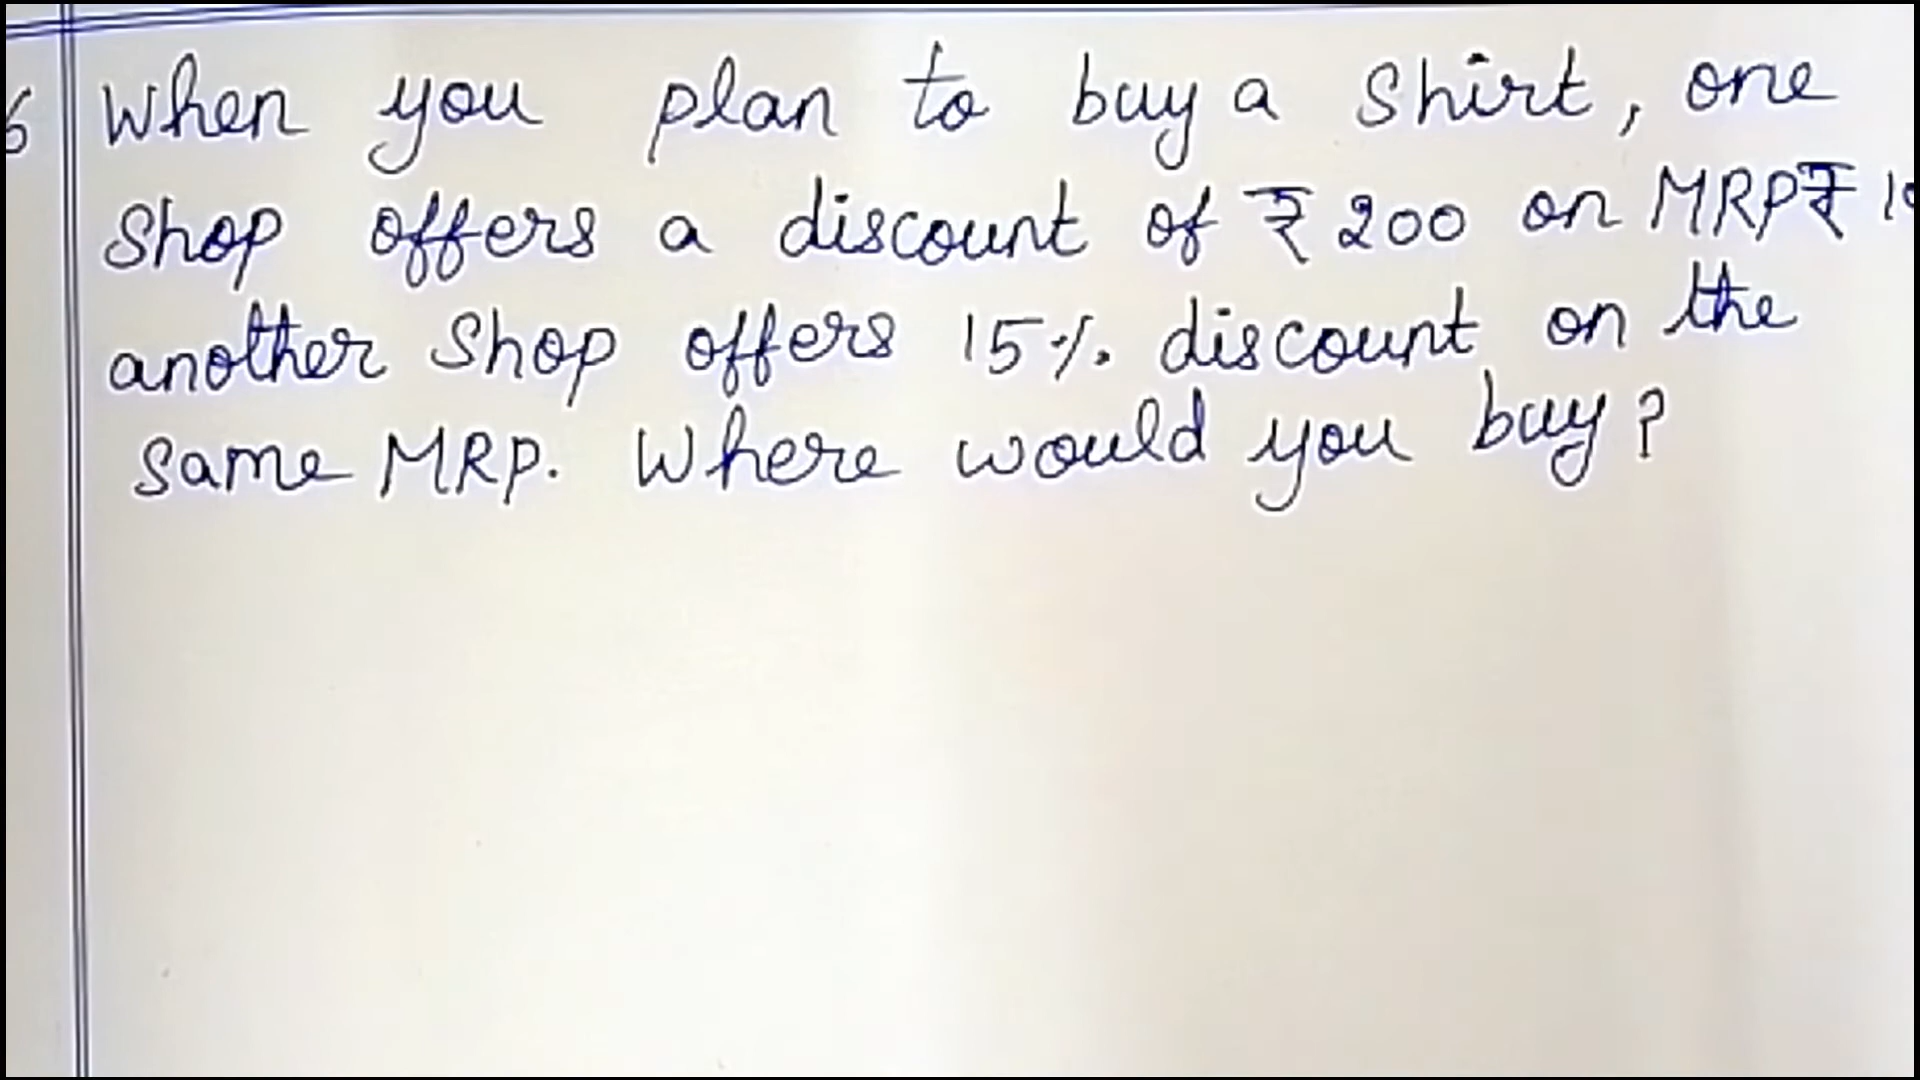 6 When you plan to buy a Shirt, one
Shop offers a discount of ₹ 200 on MRP ₹
another Shop offers 15% discount on the
Same MRP. Where would you buy?